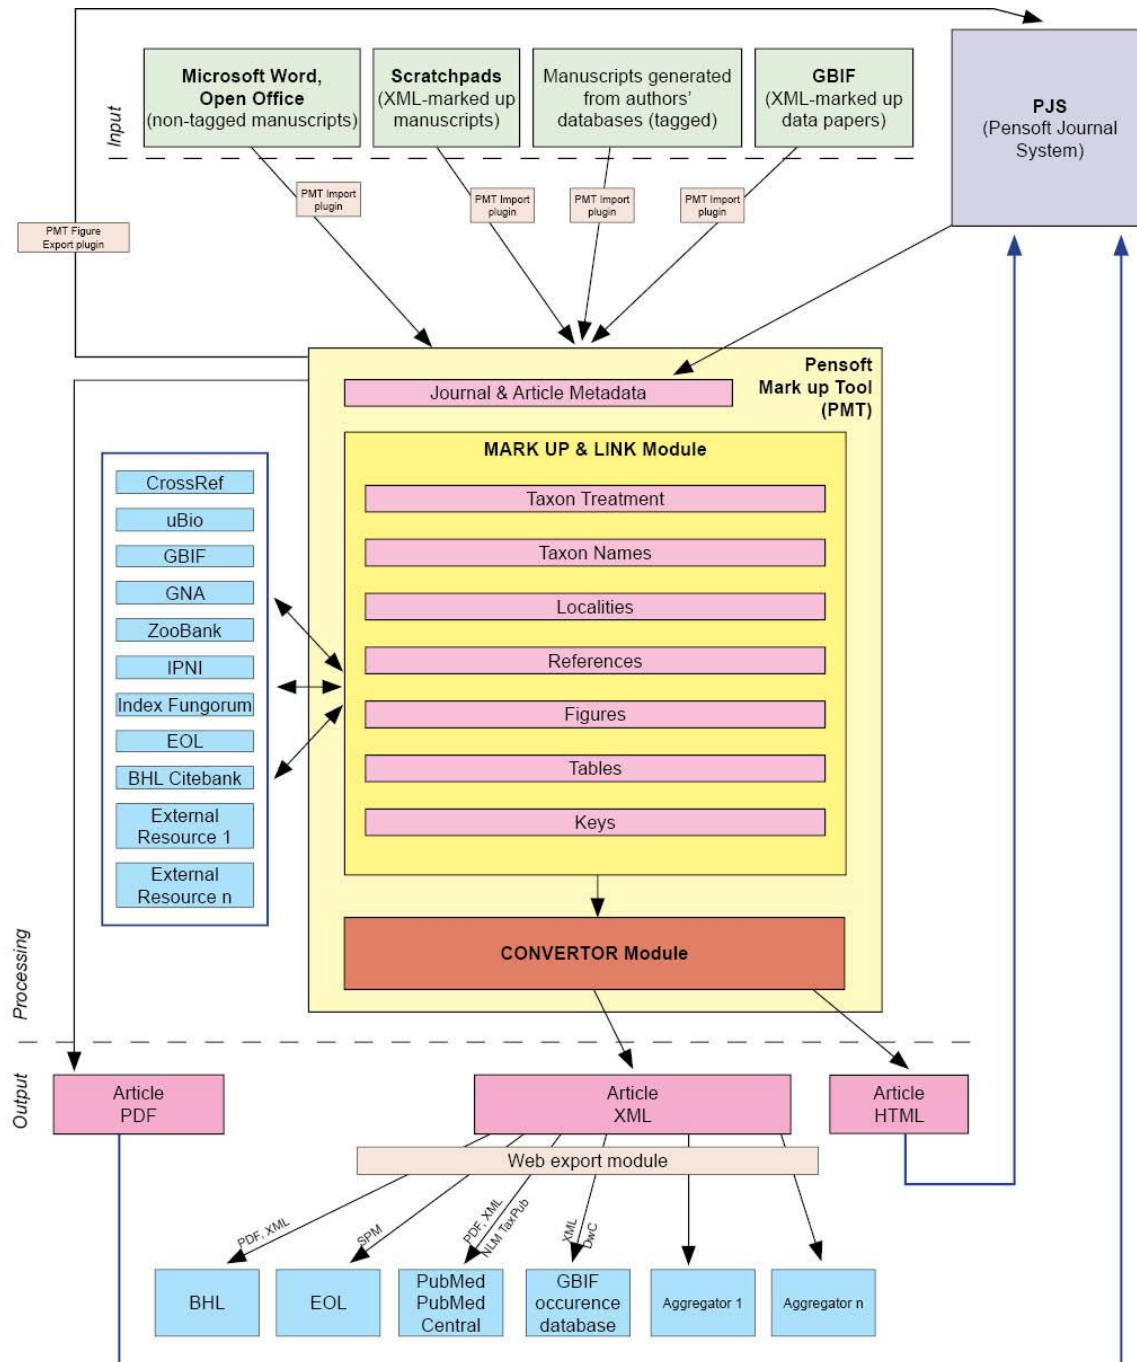 Input
Microsoft Word,
Open Office
(non-tagged manuscripts)
Scratchpads
(XML-marked up
manuscripts)
Manuscripts generated
from authors'
databases (tagged)
GBIF
(XML-marked up
data papers)
PJS
(Pensoft Journal
System)
PMT Import
plugin
PMT Import
plugin
PMT Import
plugin
PMT Import
plugin
PMT Figure
Export plugin
Pensoft
Mark up Tool
(PMT)
Journal & Article Metadata
MARK UP & LINK Module
Taxon Treatment
Taxon Names
Localities
References
Figures
Tables
Keys
CrossRef
uBio
GBIF
GNA
ZooBank
IPNI
Index Fungorum
EOL
BHL Citebank
External
Resource 1
External
Resource n
CONVERTOR Module
Processing
Output
Article
PDF
Article
XML
Article
HTML
Web export module
PDF, XML
SPM
PDF, XML
NLM TaxPub
XML
DwC
BHL
EOL
PubMed
PubMed
Central
GBIF
occurence
database
Aggregator 1
Aggregator n